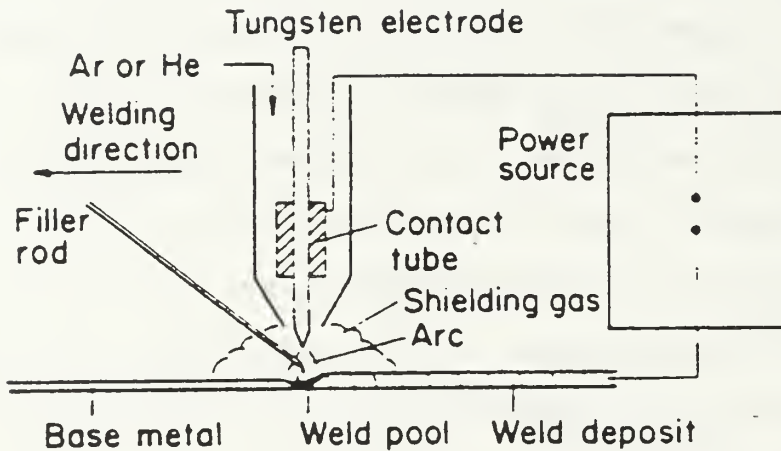 Tungsten electrode
Ar or He
Welding
direction
Power
source
Filler
rod
Contact
tube
Shielding gas
Arc
Base metal
Weld pool
Weld deposit